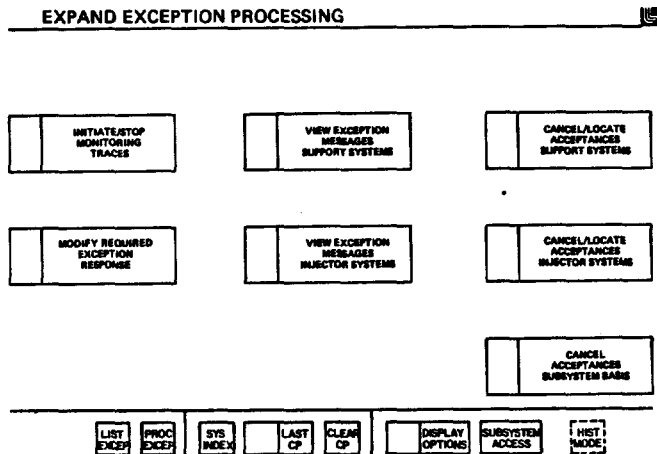 EXPAND EXCEPTION PROCESSING
INITIATE/STOP
MONITORING
TRACES
VIEW EXCEPTION
MESSAGES
SUPPORT SYSTEMS
CANCEL/LOCATE
ACCEPTANCES
SUPPORT SYSTEMS
MODIFY REQUIRED
EXCEPTION
RESPONSE
VIEW EXCEPTION
MESSAGES
INJECTOR SYSTEMS
CANCEL/LOCATE
ACCEPTANCES
INJECTOR SYSTEMS
CANCEL
ACCEPTANCES
SUBSYSTEM BASIS
LIST
EXCEP
PROC
EXCEP
SYS
INDEX
LAST
CP
CLEAR
CP
DISPLAY
OPTIONS
SUBSYSTEM
ACCESS
HIST
MODE